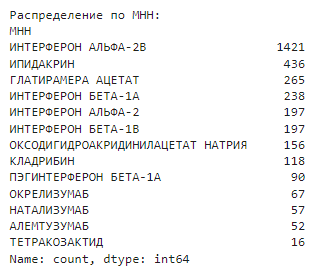 Распределение по МНН:
МНН
ИНТЕРФЕРОН АЛЬФА-2B 1421
ИПИДАКРИН 436
ГЛАТИРАМЕРА АЦЕТАТ 265
ИНТЕРФЕРОН БЕТА-1А 238
ИНТЕРФЕРОН АЛЬФА-2 197
ИНТЕРФЕРОН БЕТА-1В 197
ОКСОДИГИДРОАКРИДИНИЛАЦЕТАТ НАТРИЯ 156
КЛАДРИБИН 118
ПЭГИНТЕРФЕРОН БЕТА-1А 90
ОКРЕЛИЗУМАБ 67
НАТАЛИЗУМАБ 57
АЛЕМТУЗУМАБ 52
ТЕТРАКОЗАКТИД 16
Name: count, dtype: int64